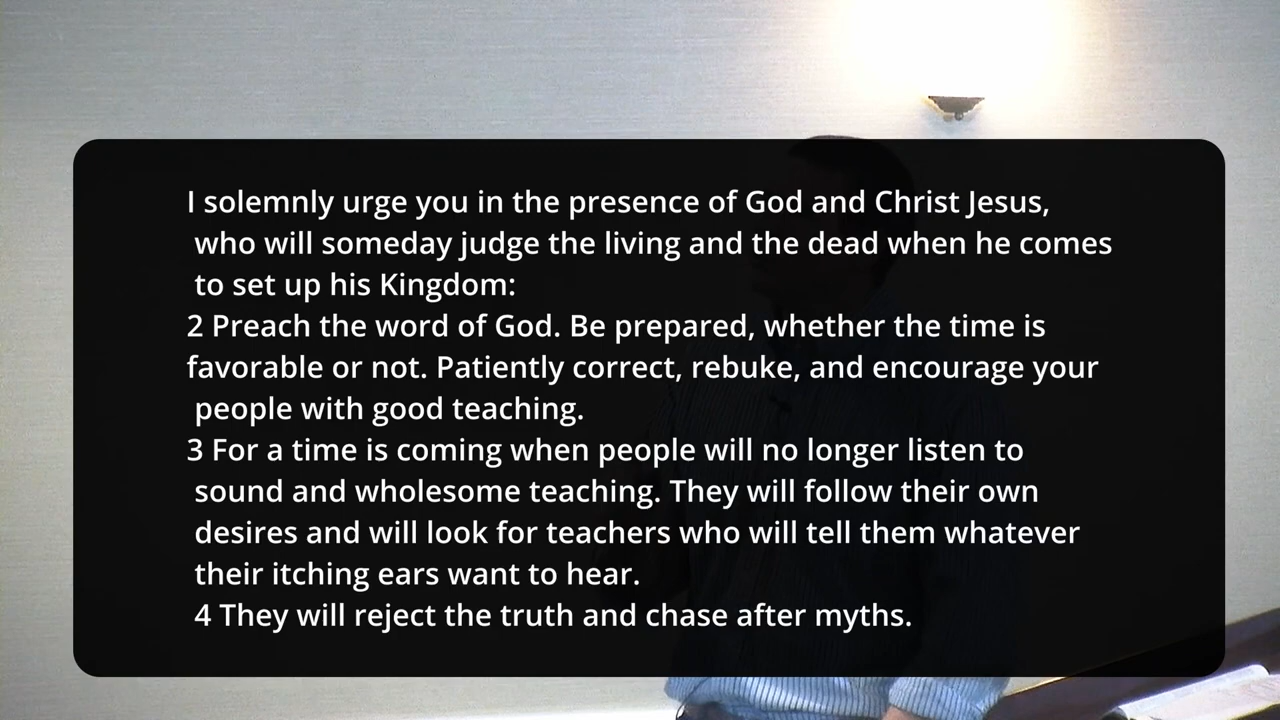 I solemnly urge you in the presence of God and Christ Jesus,
who will someday judge the living and the dead when he comes
to set up his Kingdom:
2 Preach the word of God. Be prepared, whether the time is
favorable or not. Patiently correct, rebuke, and encourage your
people with good teaching.
3 For a time is coming when people will no longer listen to
sound and wholesome teaching. They will follow their own
desires and will look for teachers who will tell them whatever
their itching ears want to hear.
4 They will reject the truth and chase after myths.